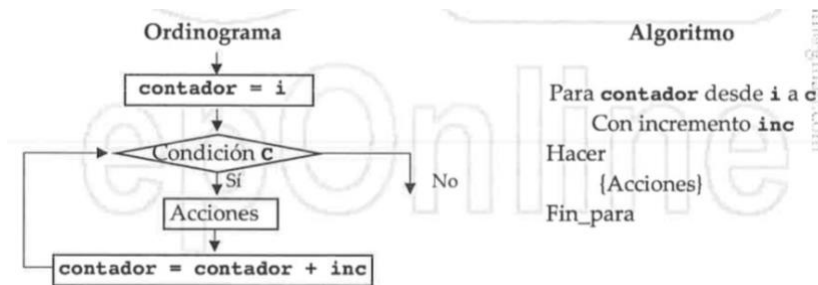 Ordinograma
contador = i
Condición C
Sí
No
Acciones
contador = contador + inc
Algoritmo
Para contador desde i a c
Con incremento inc
Hacer
{Acciones}
Fin_para
epOnline